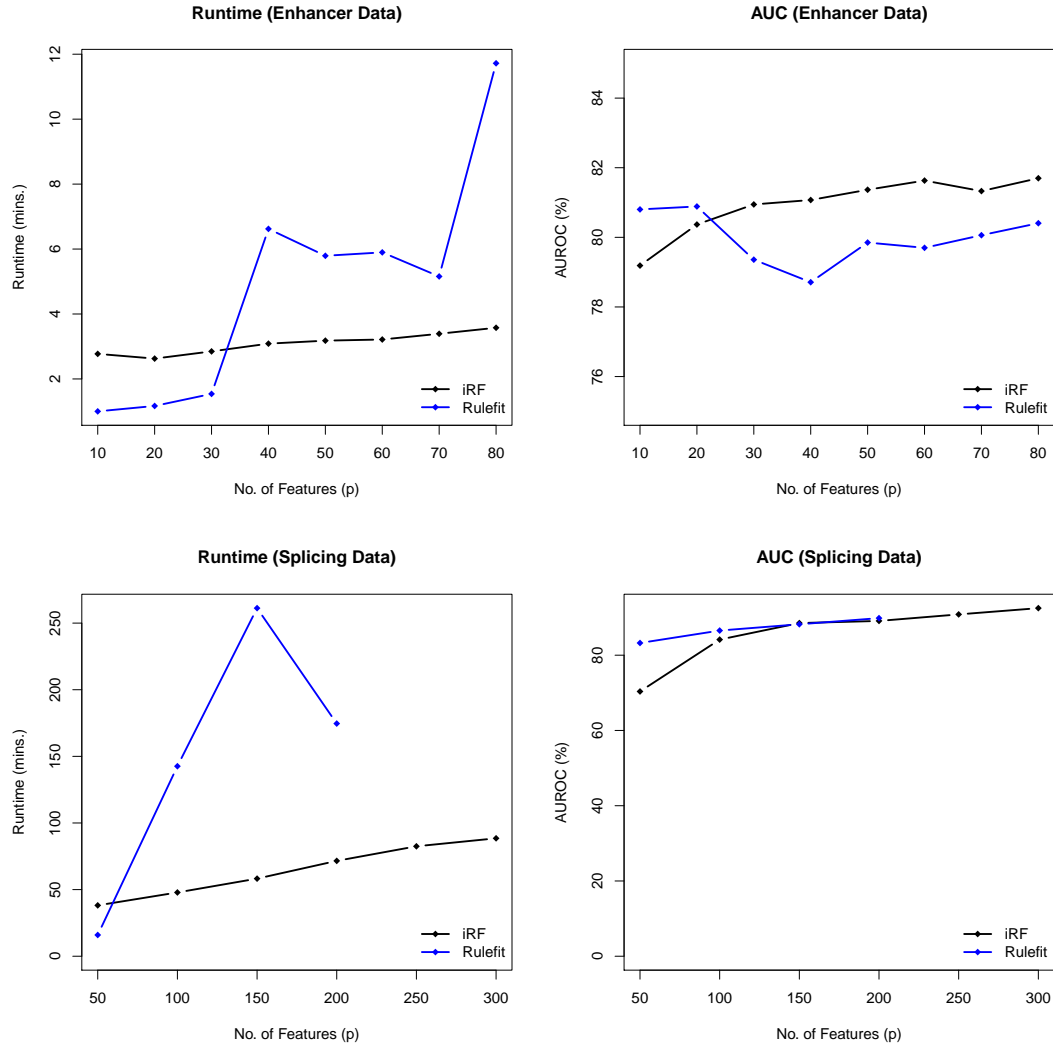 Runtime (Enhancer Data)
Runtime (mins.)
12
10
8
6
4
2
iRF
Rulefit
10 20 30 40 50 60 70 80
No. of Features (p)
AUC (Enhancer Data)
AUROC (%)
84
82
80
78
76
iRF
Rulefit
10 20 30 40 50 60 70 80
No. of Features (p)
Runtime (Splicing Data)
Runtime (mins.)
250
200
150
100
50
0
iRF
Rulefit
50 100 150 200 250 300
No. of Features (p)
AUC (Splicing Data)
AUROC (%)
80
60
40
20
0
iRF
Rulefit
50 100 150 200 250 300
No. of Features (p)